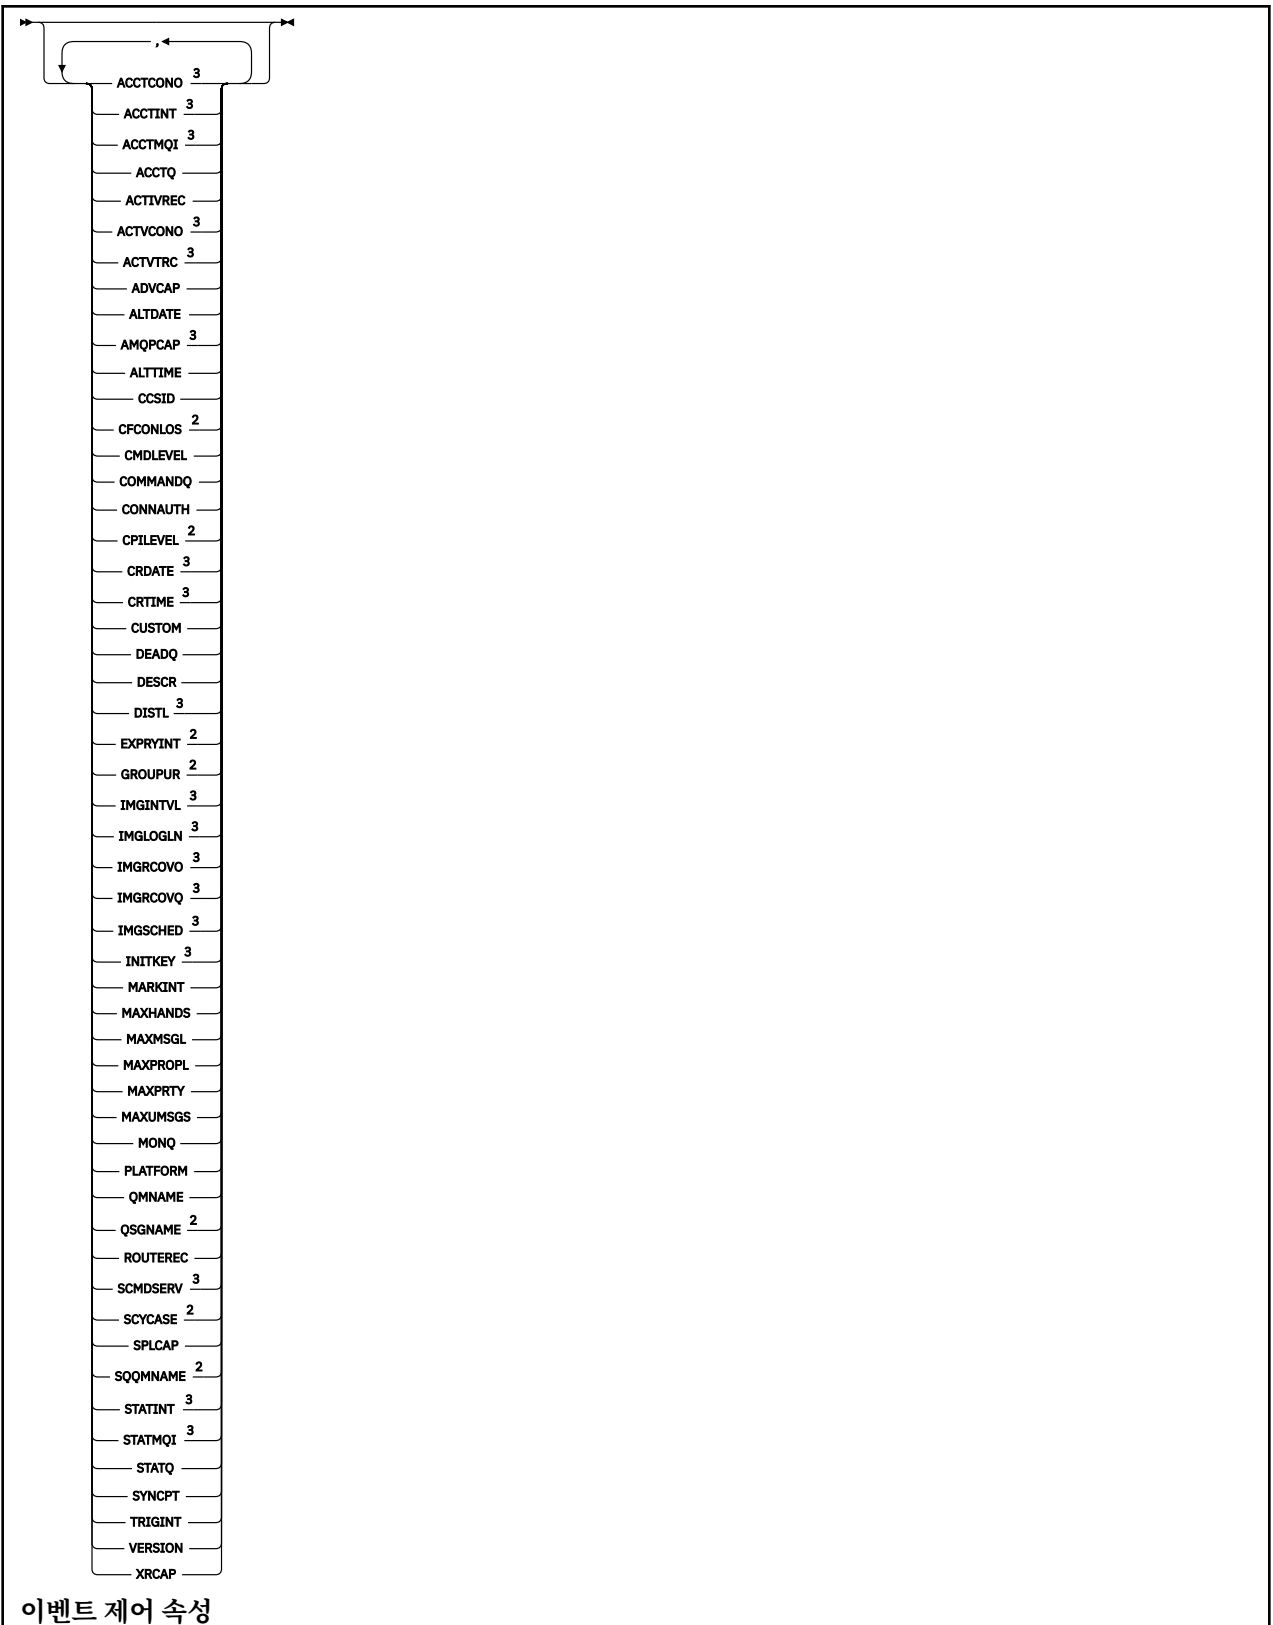 ,
ACCTCONO 3
ACCTINT 3
ACCTMQI 3
ACCTQ
ACTIVREC
ACTVCONO 3
ACTVTRC 3
ADVCAP
ALTDATE
AMQPCAP 3
ALTTIME
CCSID
CFCONLOS 2
CMDLEVEL
COMMANDQ
CONNAUTH
CPILEVEL 2
CRDATE 3
CRTIME 3
CUSTOM
DEADQ
DESCR
DISTL 3
EXPRYINT 2
GROUPUR 2
IMGINTVL 3
IMGLOGLN 3
IMGRCOVO 3
IMGRCOVQ 3
IMGSCHED 3
INITKEY 3
MARKINT
MAXHANDS
MAXMSGL
MAXPROPL
MAXPRTY
MAXUMSGS
MONQ
PLATFORM
QMNAME
QSGNAME 2
ROUTEREC
SCMDSERV 3
SCYCASE 2
SPLCAP
SQQMNAME 2
STATINT 3
STATMQI 3
STATQ
SYNCPT
TRIGINT
VERSION
XRCAP
이벤트 제어 속성